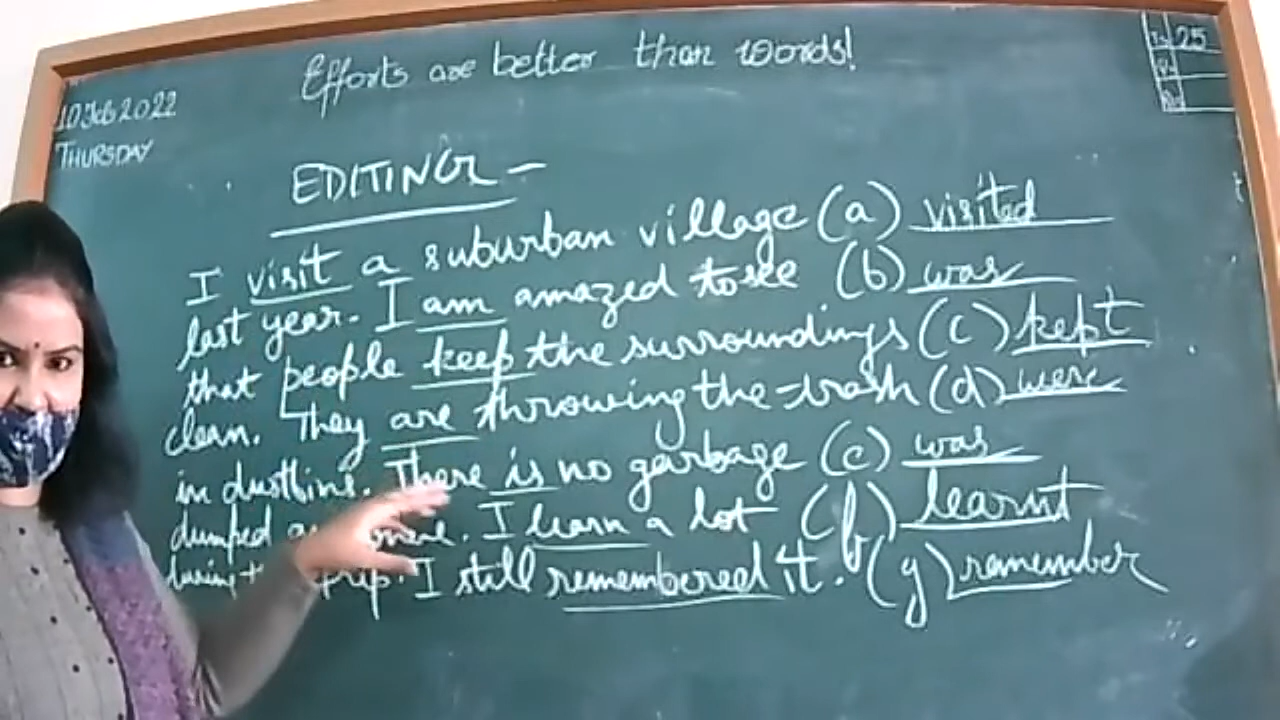 Efforts are better than words!
25
10 Feb 2022
THURSDAY
EDITING -
I visit a suburban village (a) visited
last year. I am amazed to see (b) was
that people keep the surroundings (c) kept
clean. They are throwing the trash (d) were
in dustbins. There is no garbage (e) was
dumped. I learn a lot (f) learnt
during I still remembered it. (g) remember